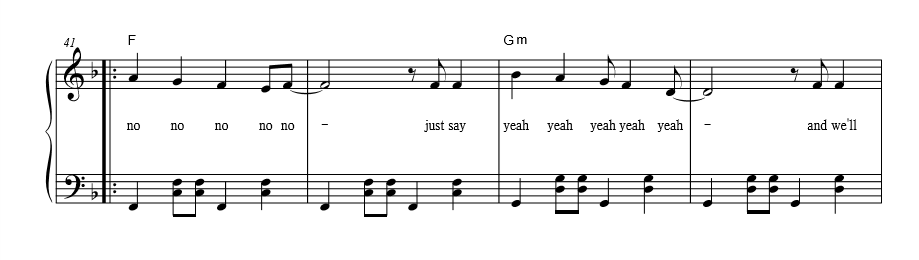 41
F Gm
no no no no no - just say yeah yeah yeah yeah yeah - and we'll